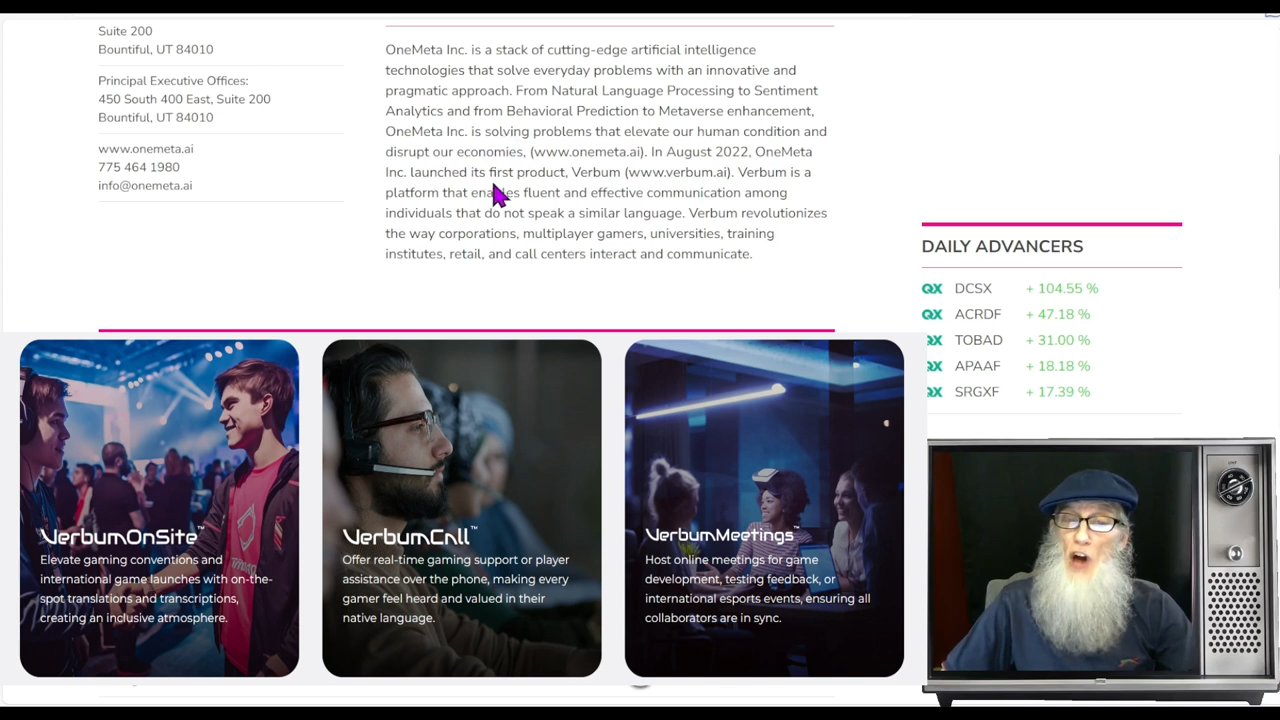 Suite 200
Bountiful, UT 84010
Principal Executive Offices:
450 South 400 East, Suite 200
Bountiful, UT 84010
www.onemeta.ai
775 464 1980
info@onemeta.ai
OneMeta Inc. is a stack of cutting-edge artificial intelligence
technologies that solve everyday problems with an innovative and
pragmatic approach. From Natural Language Processing to Sentiment
Analytics and from Behavioral Prediction to Metaverse enhancement,
OneMeta Inc. is solving problems that elevate our human condition and
disrupt our economies, (www.onemeta.ai). In August 2022, OneMeta
Inc. launched its first product, Verbum (www.verbum.ai). Verbum is a
platform that enables fluent and effective communication among
individuals that do not speak a similar language. Verbum revolutionizes
the way corporations, multiplayer gamers, universities, training
institutes, retail, and call centers interact and communicate.
DAILY ADVANCERS
QX DCSX + 104.55 %
QX ACRDF + 47.18 %
QX TOBAD + 31.00 %
QX APAAF + 18.18 %
QX SRGXF + 17.39 %
VerbumOnSite™
Elevate gaming conventions and
international game launches with on-the-
spot translations and transcriptions,
creating an inclusive atmosphere.
VerbumCall™
Offer real-time gaming support or player
assistance over the phone, making every
gamer feel heard and valued in their
native language.
VerbumMeetings™
Host online meetings for game
development, testing feedback, or
international esports events, ensuring all
collaborators are in sync.